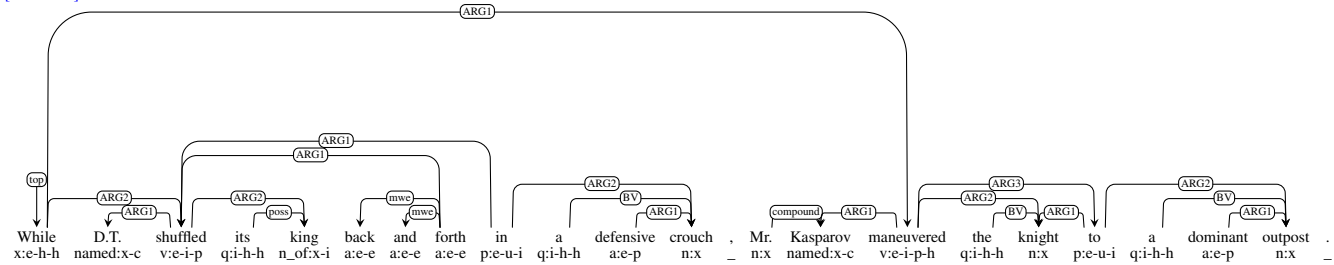 ARG1
ARG1
ARG1
top
ARG2
ARG3
ARG2
ARG2
ARG2
mwe
BV
ARG2
BV
ARG1
poss
mwe
ARG1
compound
ARG1
BV
ARG1
ARG1
While D.T. shuffled its king back and forth in a defensive crouch , Mr. Kasparov maneuvered the knight to a dominant outpost .
x:e-h-h named:x-c v:e-i-p q:i-h-h n_of:x-i a:e-e a:e-e a:e-e p:e-u-i q:i-h-h a:e-p n:x _ n:x named:x-c v:e-i-p-h q:i-h-h n:x p:e-u-i q:i-h-h a:e-p n:x _